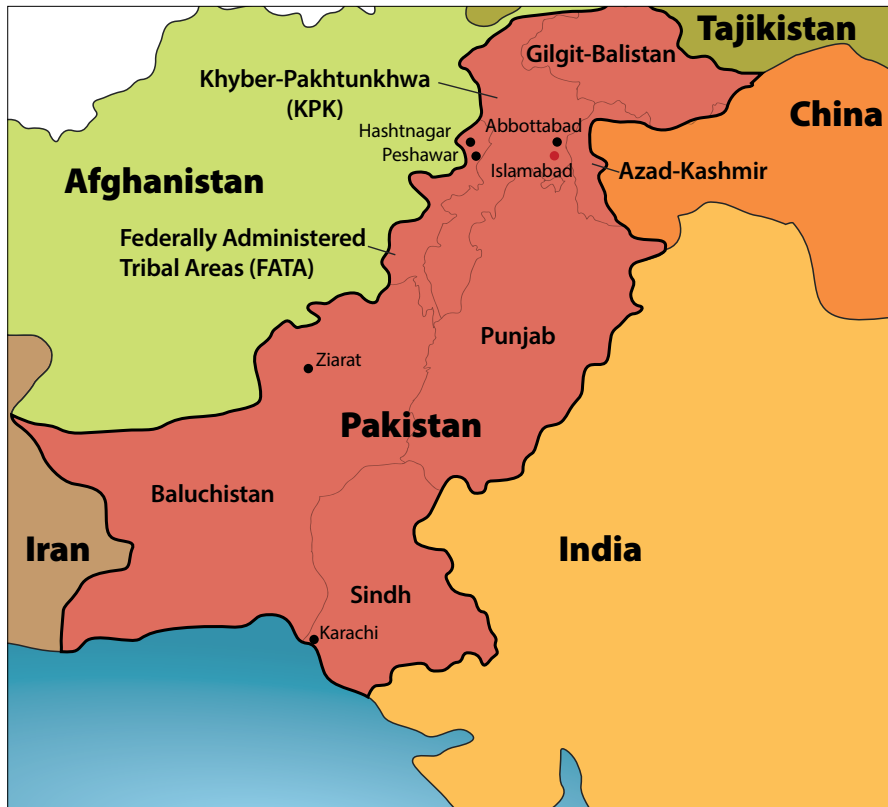 Tajikistan
Gilgit-Balistan
Khyber-Pakhtunkhwa
(KPK)
China
Hashtnagar
Abbottabad
Peshawar
Islamabad
Azad-Kashmir
Afghanistan
Federally Administered
Tribal Areas (FATA)
Punjab
Ziarat
Pakistan
Baluchistan
Iran
India
Sindh
Karachi